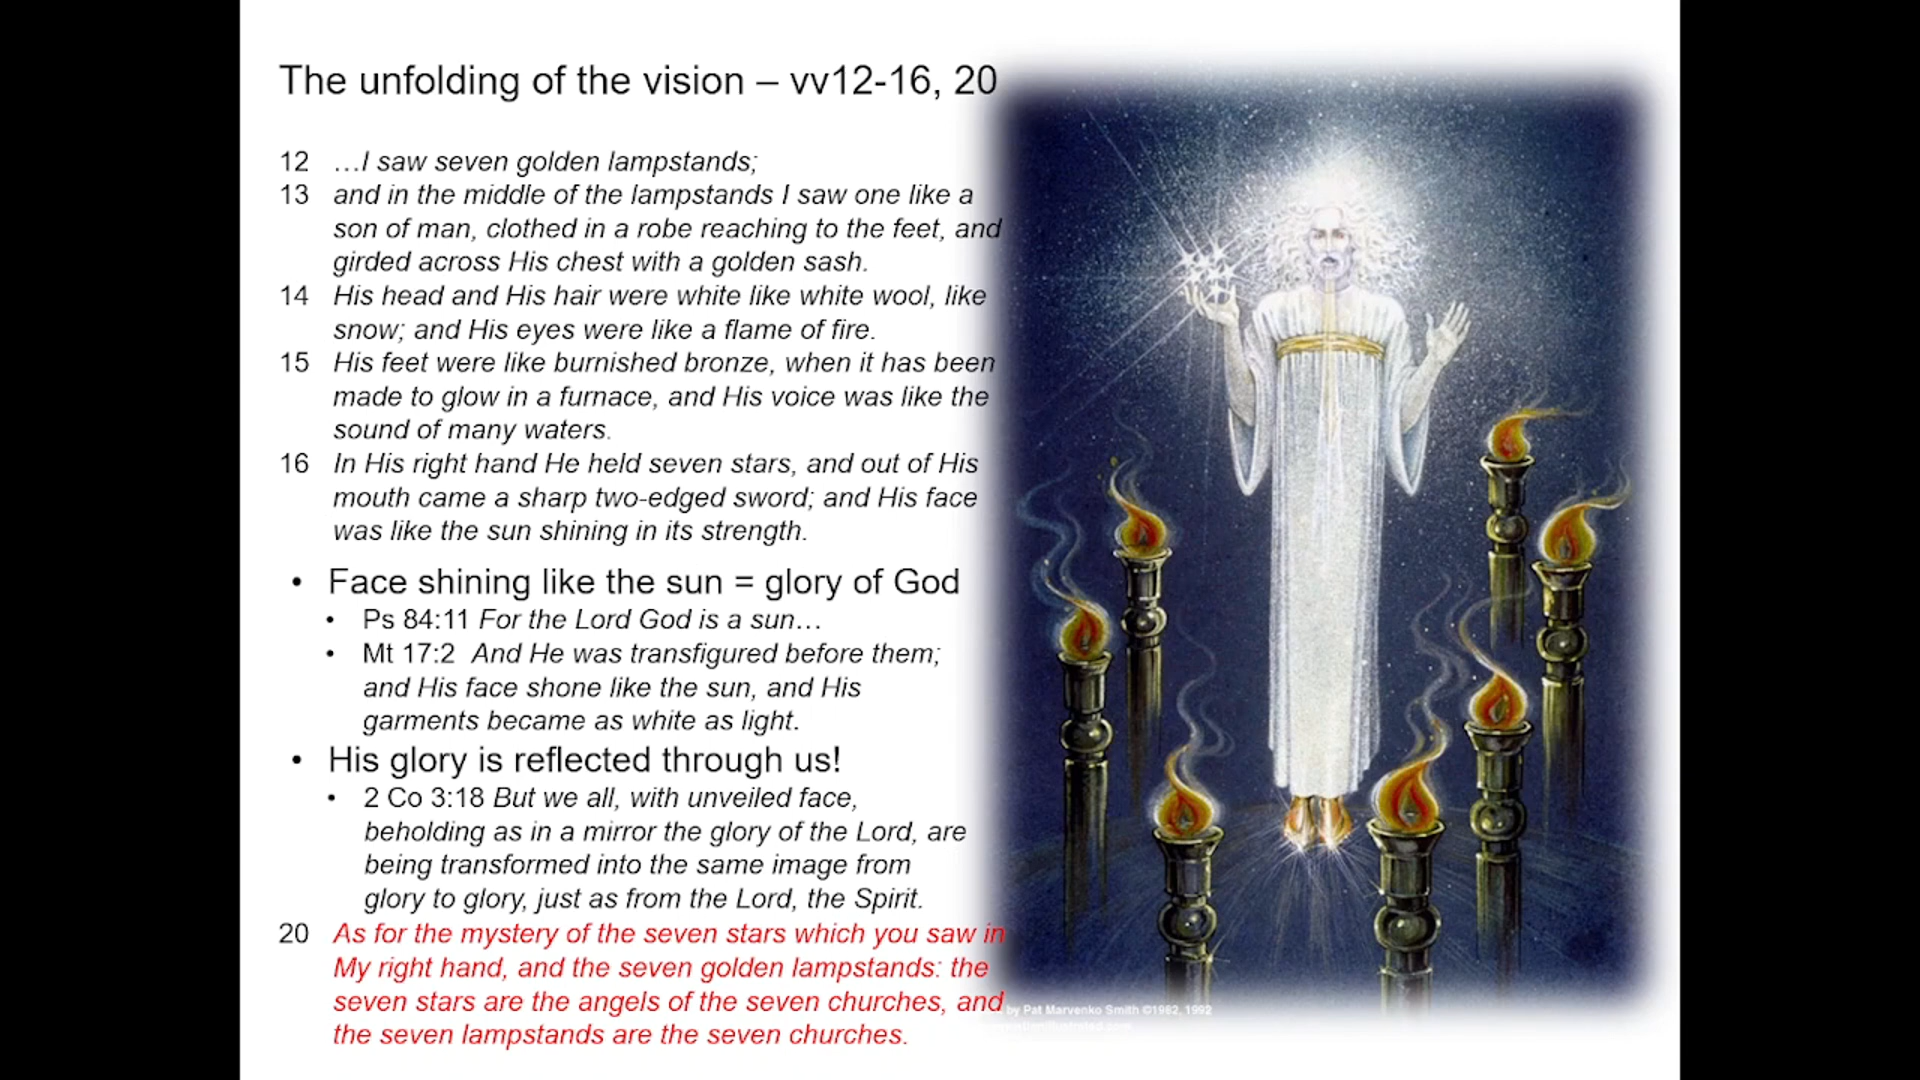 The unfolding of the vision – vv12-16, 20
12 …I saw seven golden lampstands;
13 and in the middle of the lampstands I saw one like a
son of man, clothed in a robe reaching to the feet, and
girded across His chest with a golden sash.
14 His head and His hair were white like white wool, like
snow; and His eyes were like a flame of fire.
15 His feet were like burnished bronze, when it has been
made to glow in a furnace, and His voice was like the
sound of many waters.
16 In His right hand He held seven stars, and out of His
mouth came a sharp two-edged sword; and His face
was like the sun shining in its strength.
• Face shining like the sun = glory of God
• Ps 84:11 For the Lord God is a sun…
• Mt 17:2 And He was transfigured before them;
and His face shone like the sun, and His
garments became as white as light.
• His glory is reflected through us!
• 2 Co 3:18 But we all, with unveiled face,
beholding as in a mirror the glory of the Lord, are
being transformed into the same image from
glory to glory, just as from the Lord, the Spirit.
20 As for the mystery of the seven stars which you saw in
My right hand, and the seven golden lampstands: the
seven stars are the angels of the seven churches, and
the seven lampstands are the seven churches.
by Pat Marvenko Smith ©1982, 1992